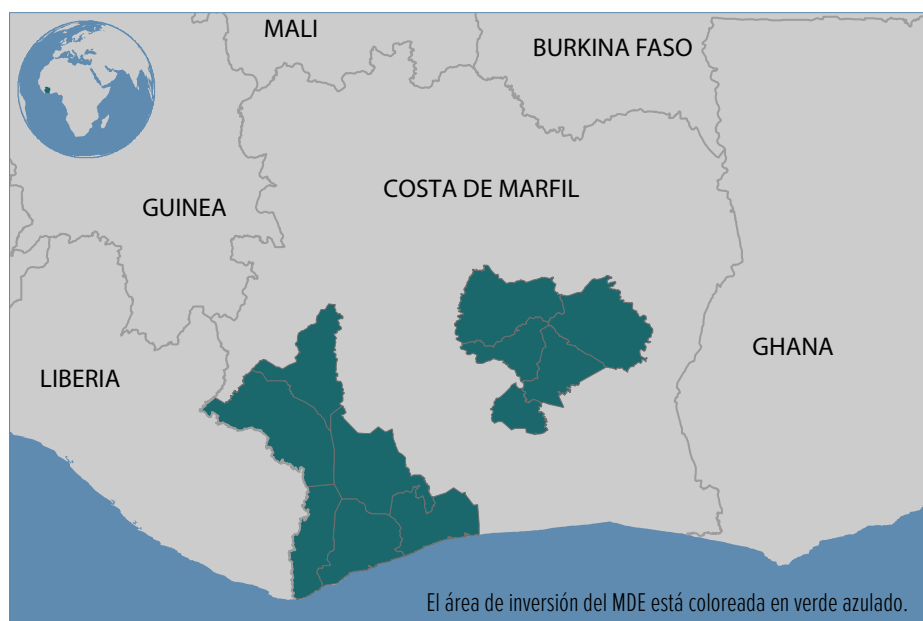 MALI
BURKINA FASO
COSTA DE MARFIL
GUINEA
GHANA
LIBERIA
El área de inversión del MDE está coloreada en verde azulado.